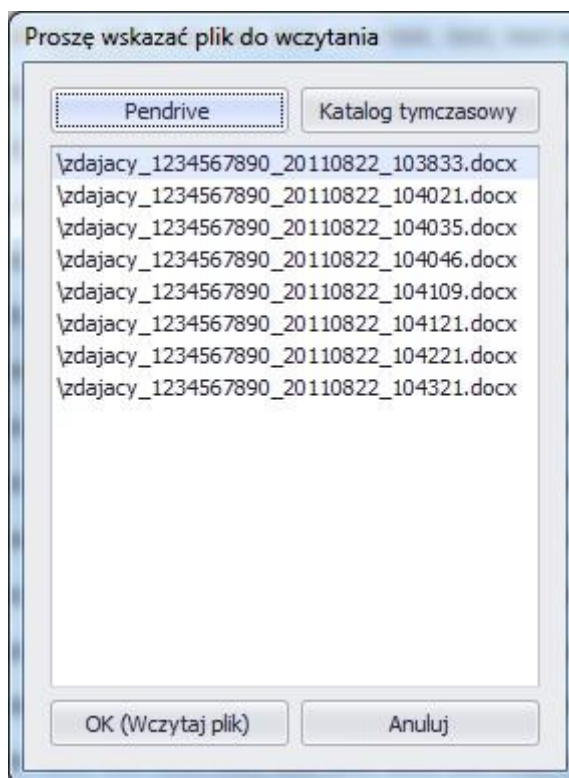 Proszę wskazać plik do wczytania
Pendrive
Katalog tymczasowy
\zdajacy_1234567890_20110822_103833.docx
\zdajacy_1234567890_20110822_104021.docx
\zdajacy_1234567890_20110822_104035.docx
\zdajacy_1234567890_20110822_104046.docx
\zdajacy_1234567890_20110822_104109.docx
\zdajacy_1234567890_20110822_104121.docx
\zdajacy_1234567890_20110822_104221.docx
\zdajacy_1234567890_20110822_104321.docx
OK (Wczytaj plik)
Anuluj